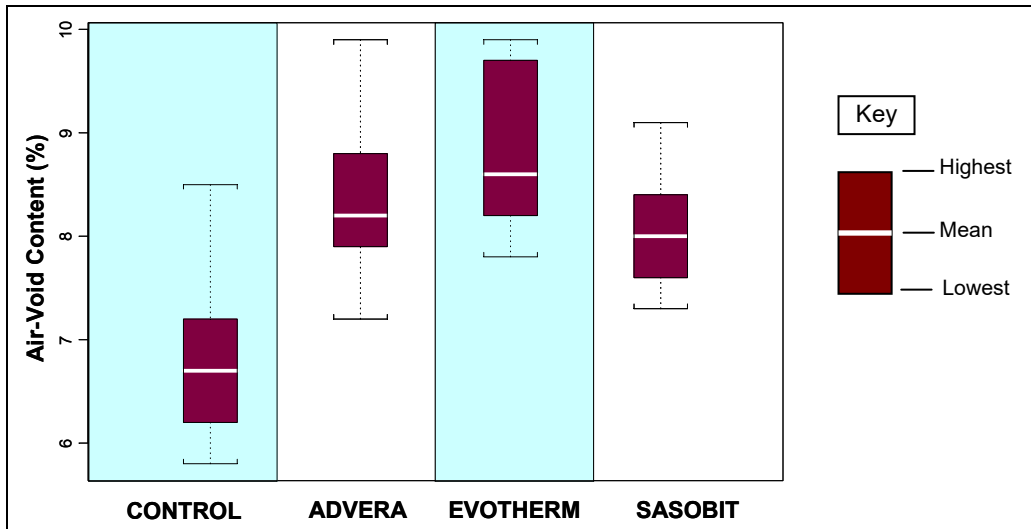 10
9
8
7
6
Air-Void Content (%)
CONTROL ADVERA EVOTHERM SASOBIT
Key
Highest
Mean
Lowest